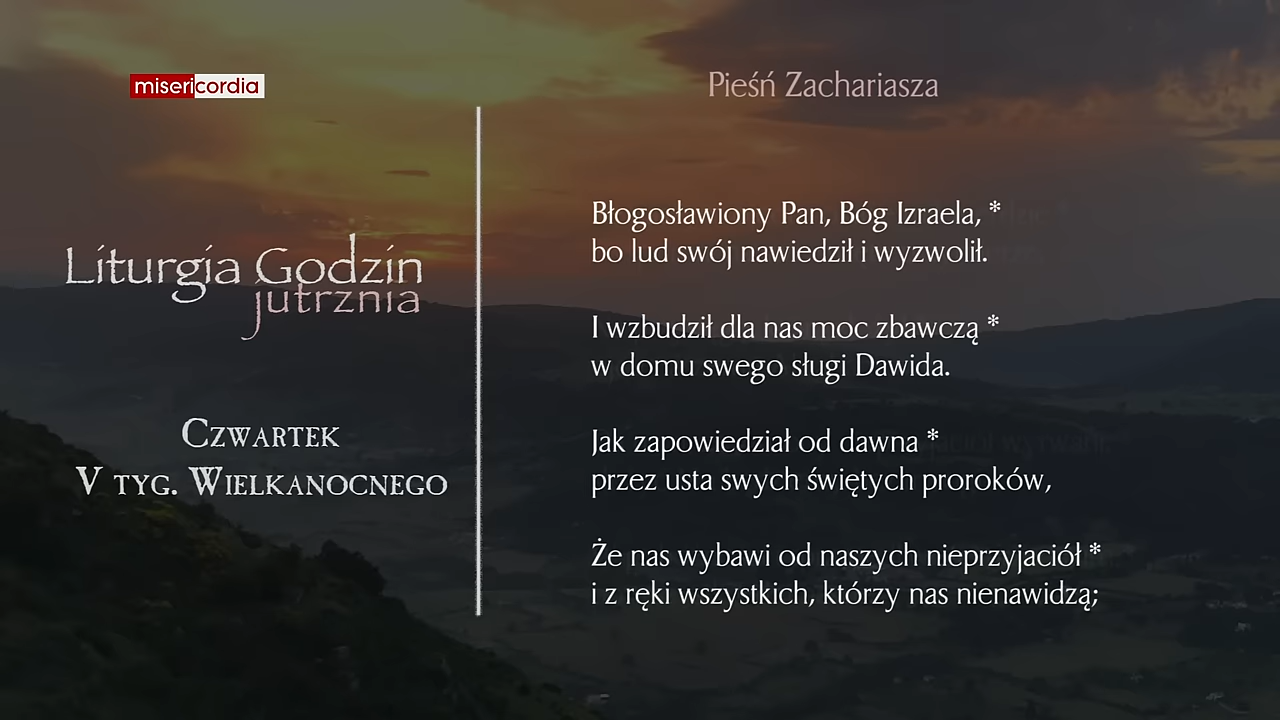 misericordia
Liturgia Godzin
jutrznia
Czwartek
V tyg. Wielkanocnego
Pieśń Zachariasza
Błogosławiony Pan, Bóg Izraela, *
bo lud swój nawiedził i wyzwolił.
I wzbudził dla nas moc zbawczą *
w domu swego sługi Dawida.
Jak zapowiedział od dawna *
przez usta swych świętych proroków,
Że nas wybawi od naszych nieprzyjaciół *
i z ręki wszystkich, którzy nas nienawidzą;